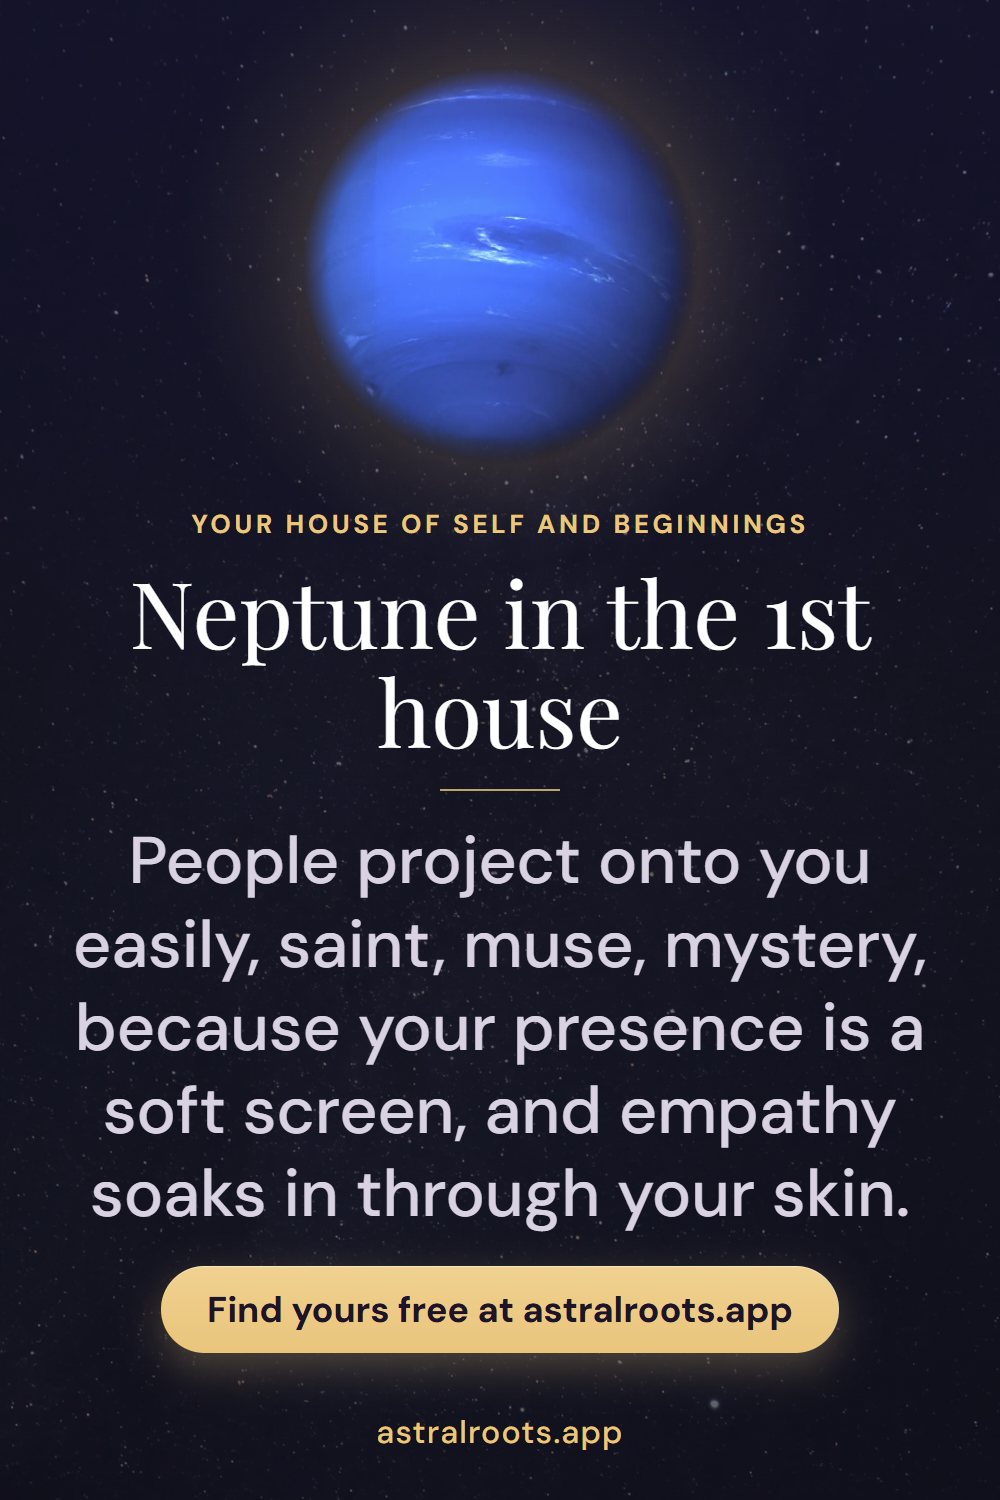 YOUR HOUSE OF SELF AND BEGINNINGS
Neptune in the 1st
house
People project onto you
easily, saint, muse, mystery,
because your presence is a
soft screen, and empathy
soaks in through your skin.
Find yours free at astralroots.app
astralroots.app